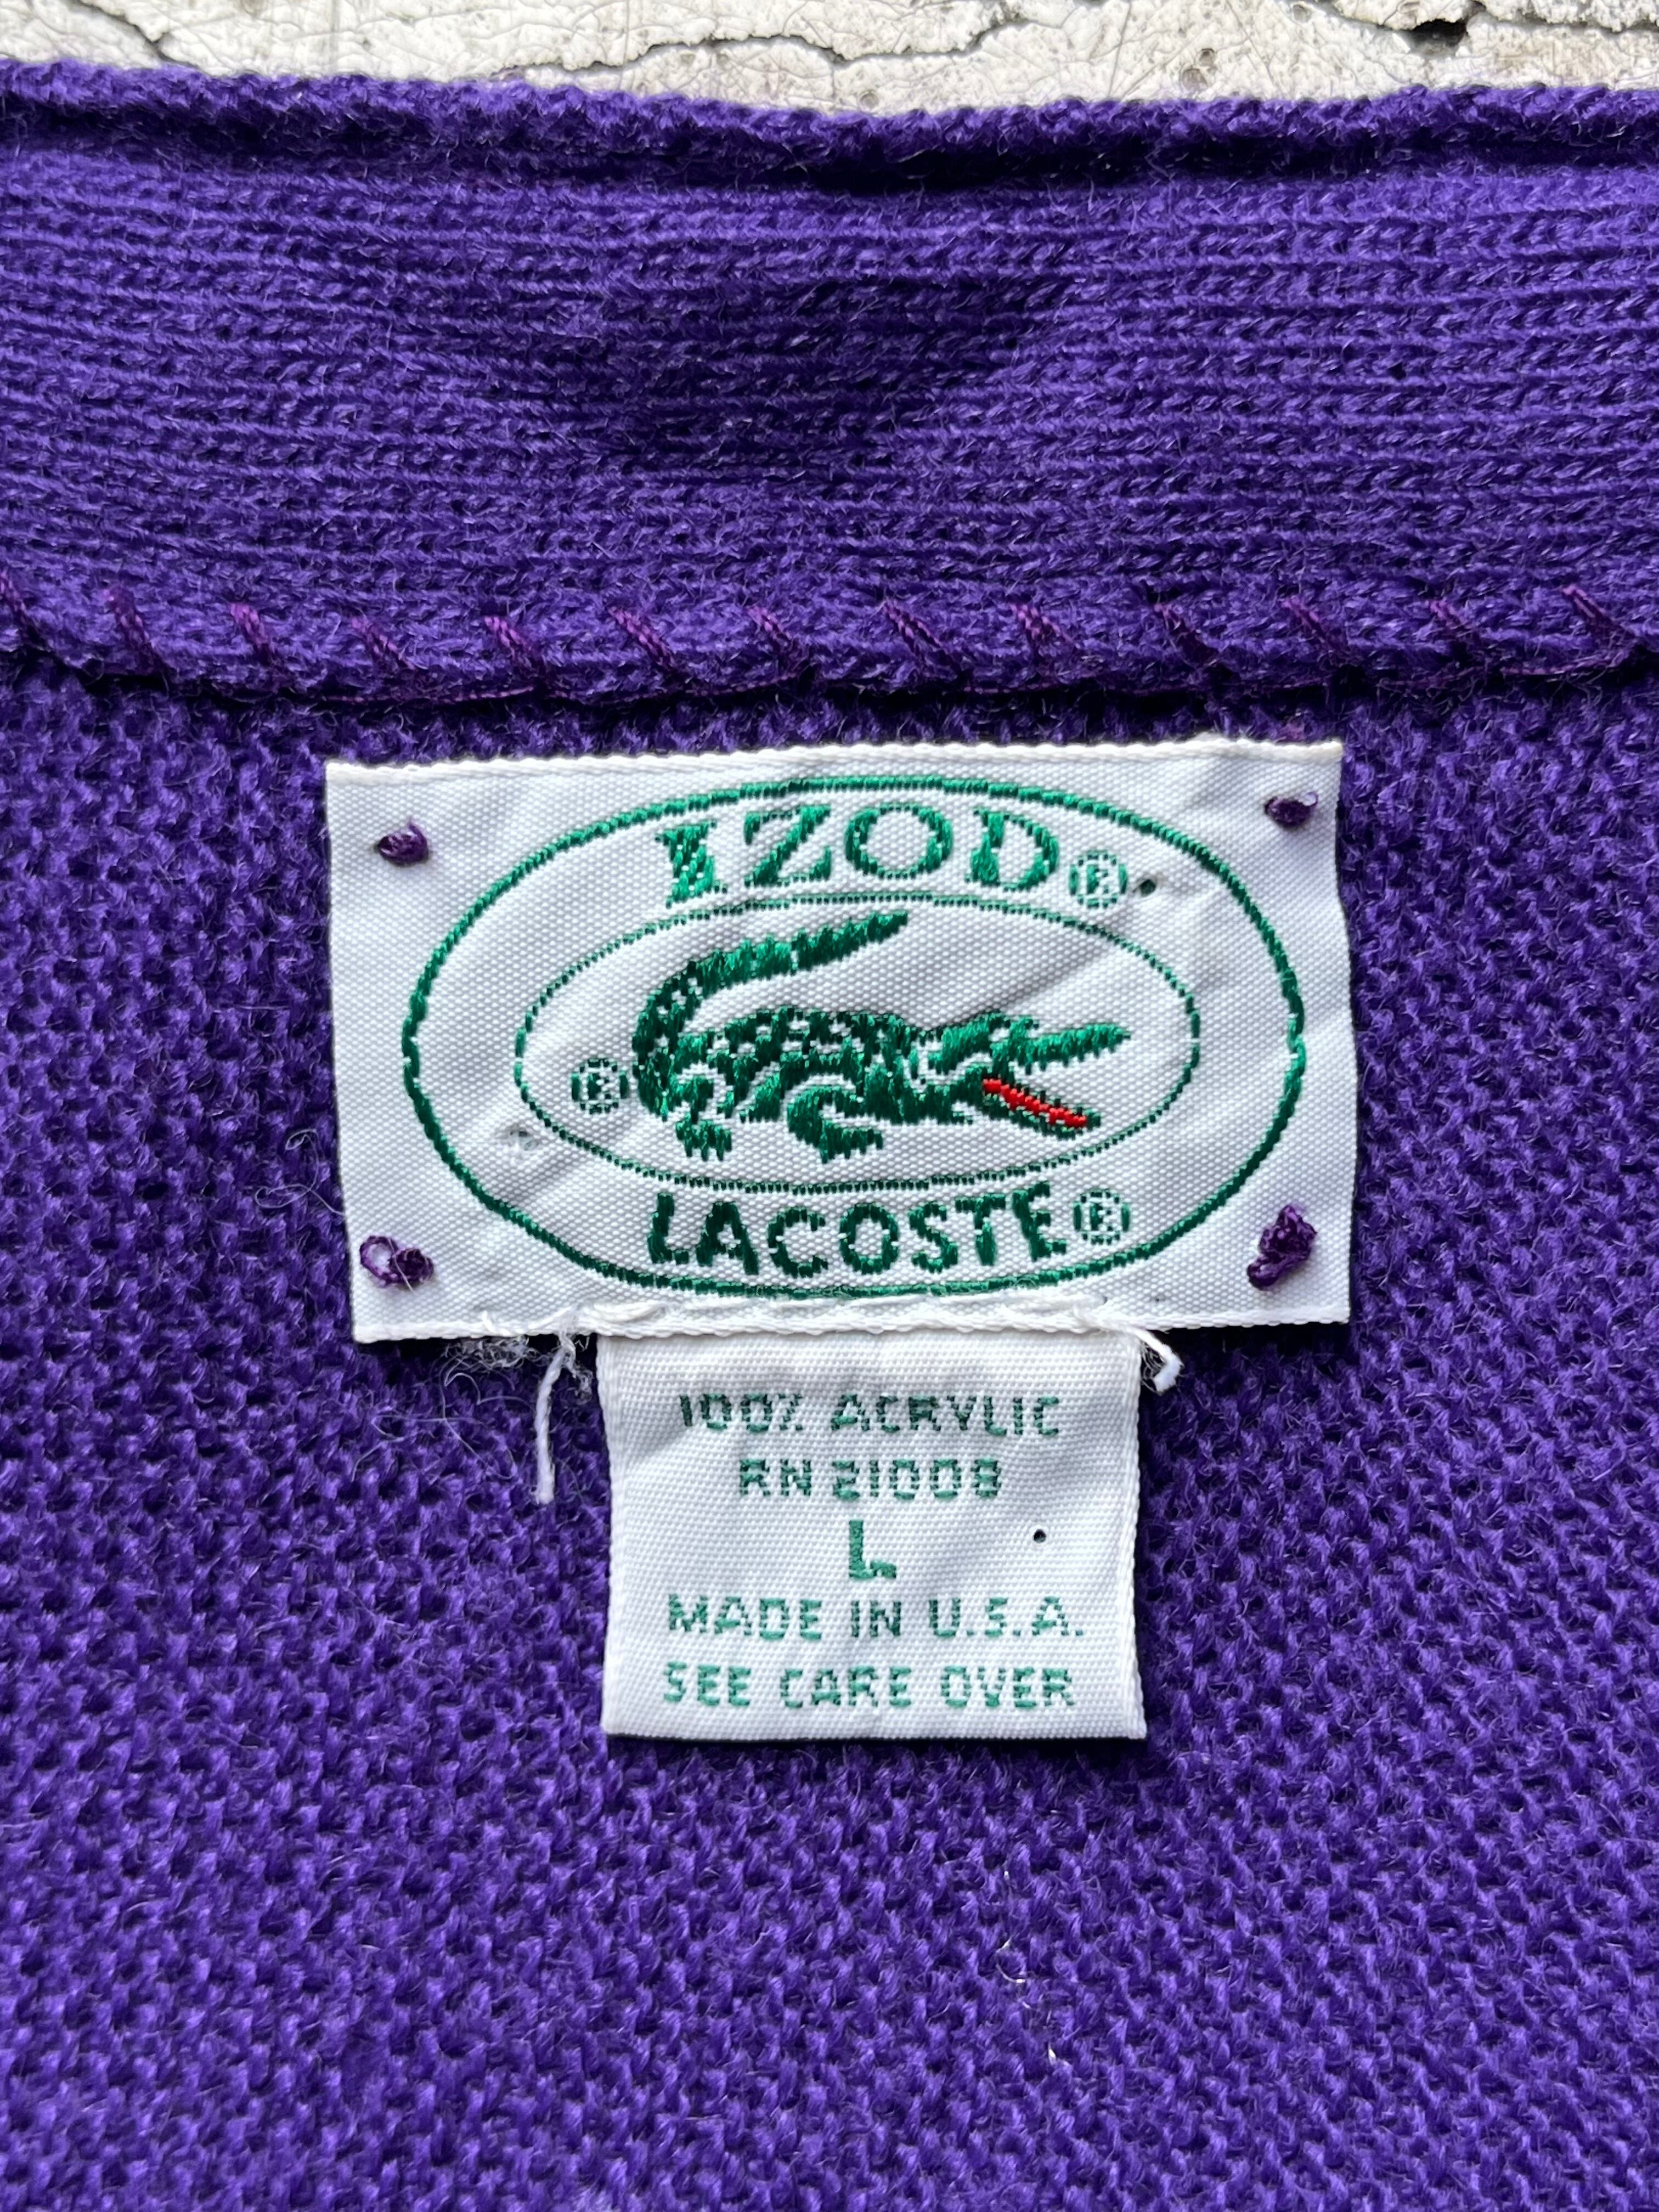 IZOD®
®
LACOSTE®
100% ACRYLIC
RN 21008
L
MADE IN U.S.A.
SEE CARE OVER